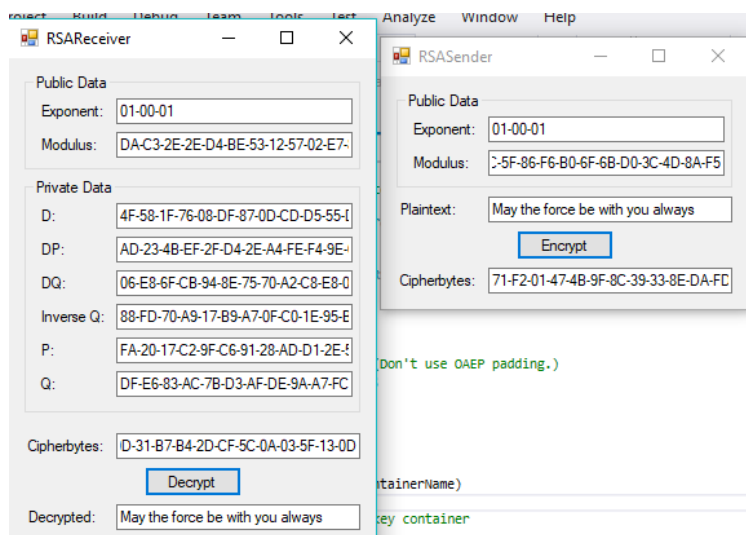 Build Debug Team Tools Test Analyze Window Help
RSAReceiver
Public Data
Exponent: 01-00-01
Modulus: DA-C3-2E-2E-D4-BE-53-12-57-02-E7-
Private Data
D: 4F-58-1F-76-08-DF-87-0D-CD-D5-55-
DP: AD-23-4B-EF-2F-D4-2E-A4-FE-F4-9E-
DQ: 06-E8-6F-CB-94-8E-75-70-A2-C8-E8-0
Inverse Q: 88-FD-70-A9-17-B9-A7-0F-C0-1E-95-
P: FA-20-17-C2-9F-C6-91-28-AD-D1-2E-
Q: DF-E6-83-AC-7B-D3-AF-DE-9A-A7-FC
Cipherbytes: D-31-B7-B4-2D-CF-5C-0A-03-5F-13-0D
Decrypt
Decrypted: May the force be with you always
RSASender
Public Data
Exponent: 01-00-01
Modulus: -5F-86-F6-B0-6F-6B-D0-3C-4D-8A-F5
Plaintext: May the force be with you always
Encrypt
Cipherbytes: 71-F2-01-47-4B-9F-8C-39-33-8E-DA-FD
(Don't use OAEP padding.)
tainerName)
key container